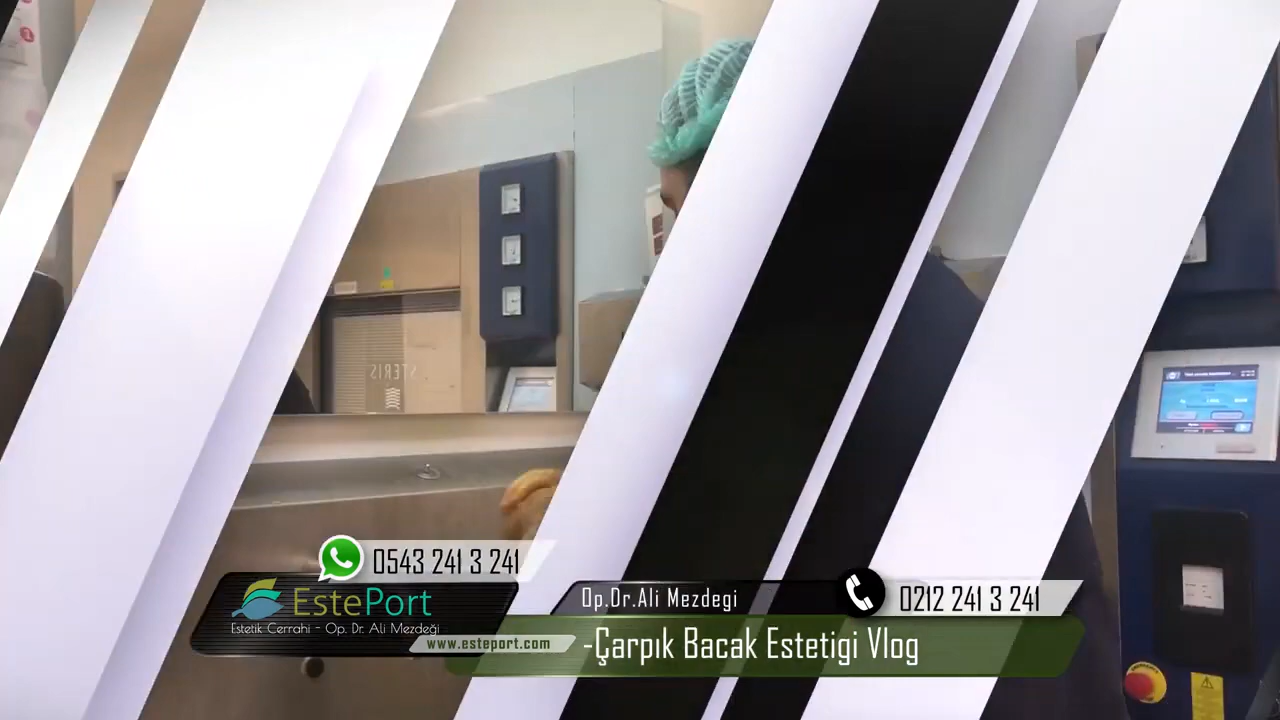 STERIS
0543 241 3 241
EstePort
Estetik Cerrahi - Op. Dr. Ali Mezdeği
www.esteport.com
Op.Dr.Ali Mezdegi
0212 241 3 241
-Çarpık Bacak Estetigi Vlog